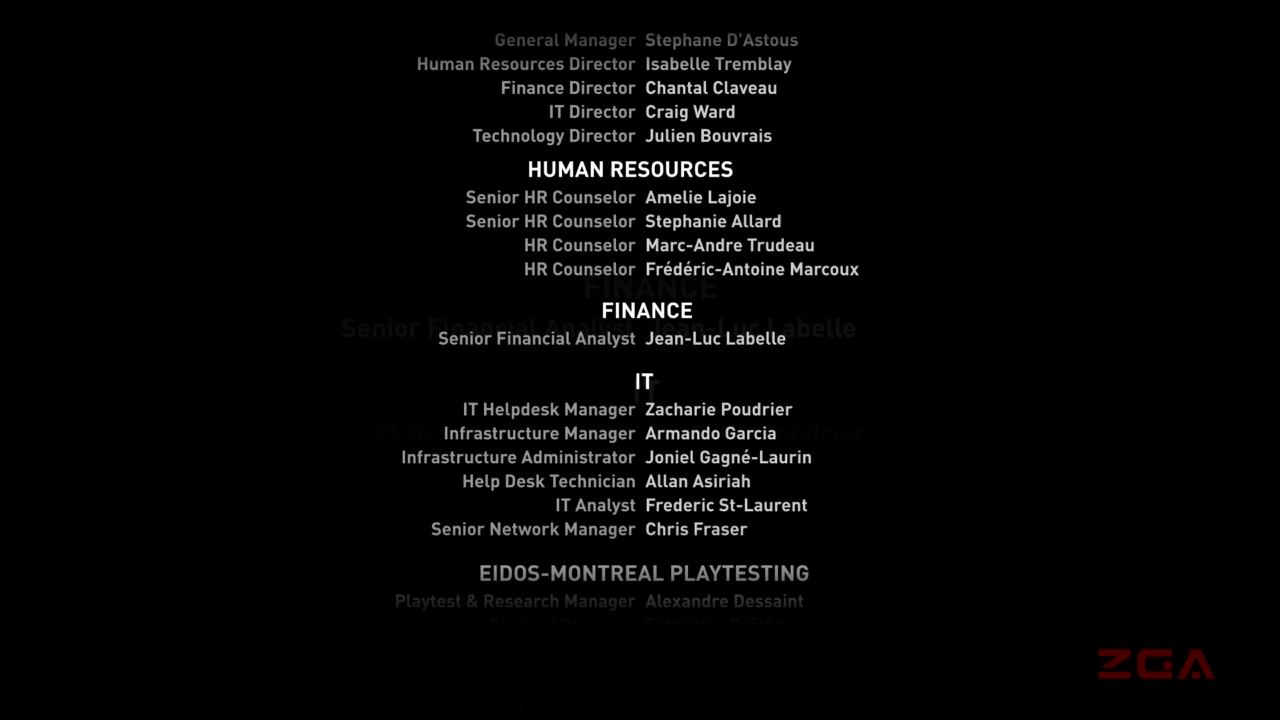 General Manager Stephane D'Astous
Human Resources Director Isabelle Tremblay
Finance Director Chantal Claveau
IT Director Craig Ward
Technology Director Julien Bouvrais
HUMAN RESOURCES
Senior HR Counselor Amelie Lajoie
Senior HR Counselor Stephanie Allard
HR Counselor Marc-Andre Trudeau
HR Counselor Frédéric-Antoine Marcoux
FINANCE
Senior Financial Analyst Jean-Luc Labelle
IT
IT Helpdesk Manager Zacharie Poudrier
Infrastructure Manager Armando Garcia
Infrastructure Administrator Joniel Gagné-Laurin
Help Desk Technician Allan Asiriah
IT Analyst Frederic St-Laurent
Senior Network Manager Chris Fraser
EIDOS-MONTREAL PLAYTESTING
Playtest & Research Manager Alexandre Dessaint
ZGA